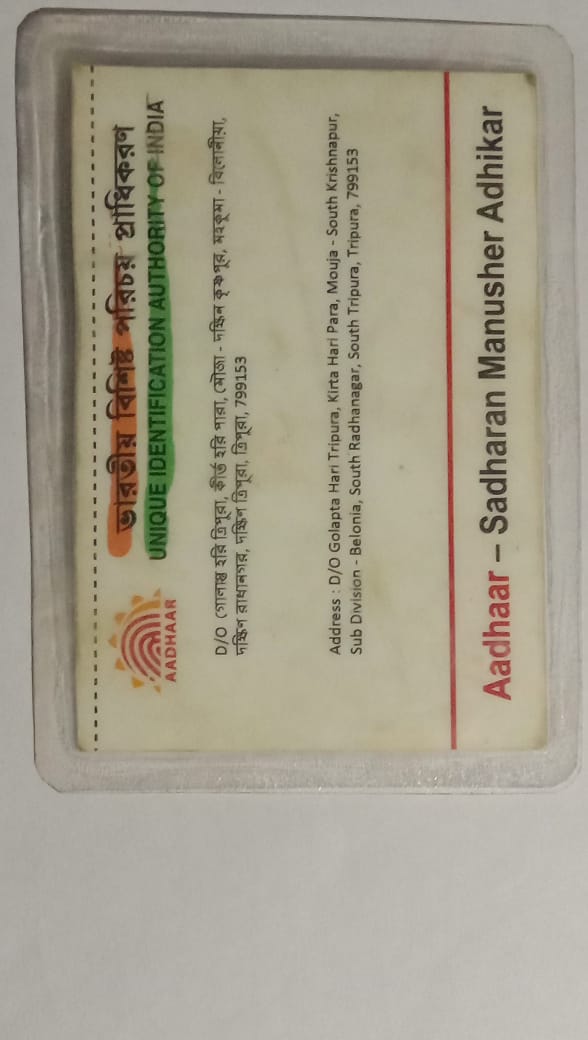 ভারতীয় বিশিষ্ট পরিচয় প্রাধিকরণ
AADHAAR
UNIQUE IDENTIFICATION AUTHORITY OF INDIA
D/O গোলাপ্ত হরি ত্রিপুরা, কীর্ত হরি পারা, মৌজা - দক্ষিন কৃষ্ণপুর, মহকূমা - বিলোনীয়া,
দক্ষিন রাধানগর, দক্ষিন ত্রিপুরা, ত্রিপুরা, 799153
Address : D/O Golapta Hari Tripura, Kirta Hari Para, Mouja - South Krishnapur,
Sub Division - Belonia, South Radhanagar, South Tripura, Tripura, 799153
Aadhaar – Sadharan Manusher Adhikar